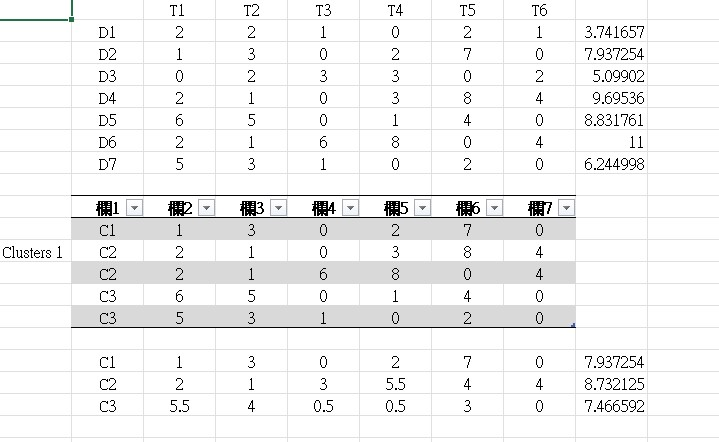 T1 T2 T3 T4 T5 T6
D1 2 2 1 0 2 1 3.741657
D2 1 3 0 2 7 0 7.937254
D3 0 2 3 3 0 2 5.09902
D4 2 1 0 3 8 4 9.69536
D5 6 5 0 1 4 0 8.831761
D6 2 1 6 8 0 4 11
D7 5 3 1 0 2 0 6.244998
欄1 欄2 欄3 欄4 欄5 欄6 欄7
C1 1 3 0 2 7 0
Clusters 1 C2 2 1 0 3 8 4
C2 2 1 6 8 0 4
C3 6 5 0 1 4 0
C3 5 3 1 0 2 0
C1 1 3 0 2 7 0 7.937254
C2 2 1 3 5.5 4 4 8.732125
C3 5.5 4 0.5 0.5 3 0 7.466592